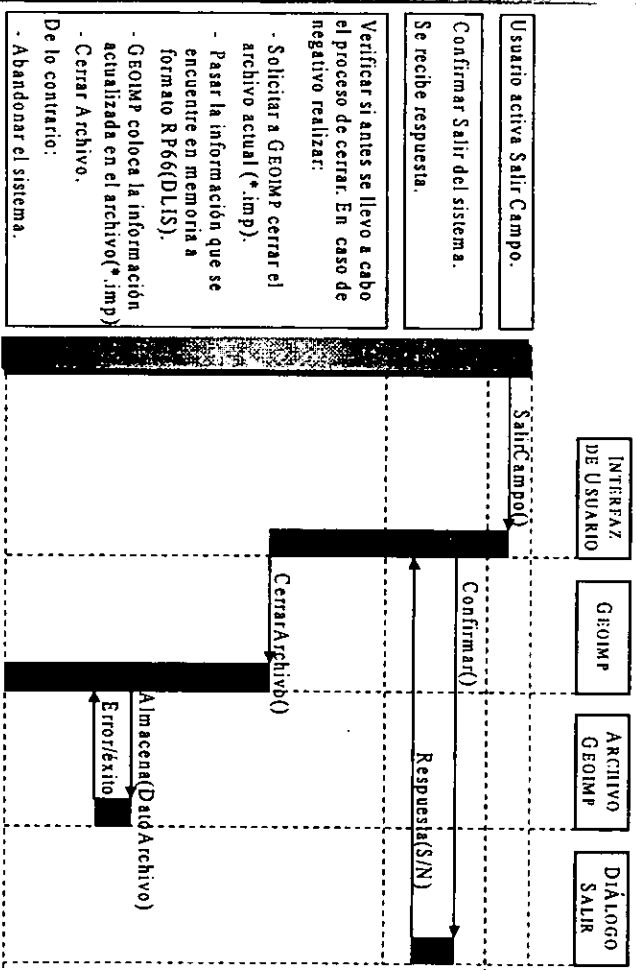 INTERFAZ
DE USUARIO
GEOIMP
ARCHIVO
GEOIMP
DIÁLOGO
SALIR
Usuario activa Salir Campo.
SalirCampo()
Confirmar Salir del sistema.
Confirmar()
Se recibe respuesta.
Respuesta(S/N)
Verificar si antes se llevo a cabo
el proceso de cerrar. En caso de
negativo realizar:
- Solicitar a GEOIMP cerrar el
archivo actual (*.imp).
- Pasar la información que se
encuentre en memoria a
formato RP66(DLIS).
- GEOIMP coloca la información
actualizada en el archivo(*.imp)
- Cerrar Archivo.
De lo contrario:
- Abandonar el sistema.
CerrarArchivo()
Almacena(DatoArchivo)
Error/éxito